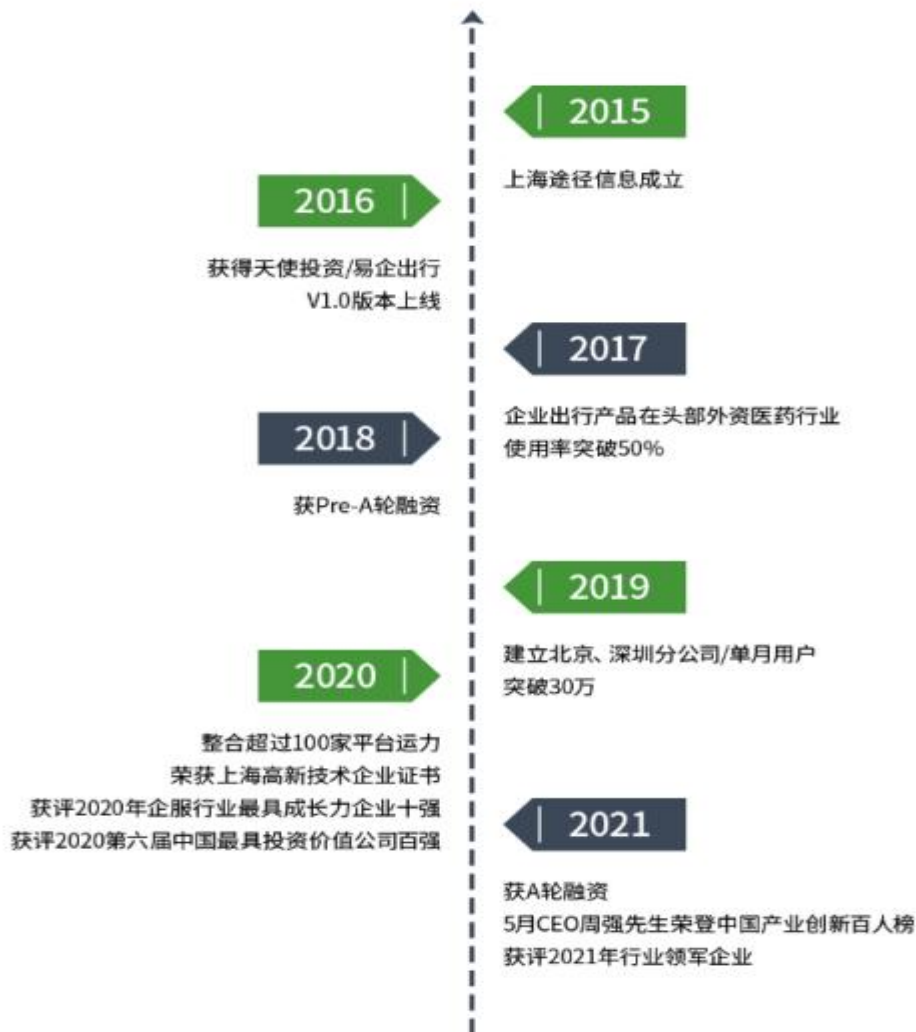 2015
上海途径信息成立
2016
获得天使投资/易企出行
V1.0版本上线
2017
企业出行产品在头部外资医药行业
使用率突破50%
2018
获Pre-A轮融资
2019
建立北京、深圳分公司/单月用户
突破30万
2020
整合超过100家平台运力
荣获上海高新技术企业证书
获评2020年企服行业最具成长力企业十强
获评2020第六届中国最具投资价值公司百强
2021
获A轮融资
5月CEO周强先生荣登中国产业创新百人榜
获评2021年行业领军企业